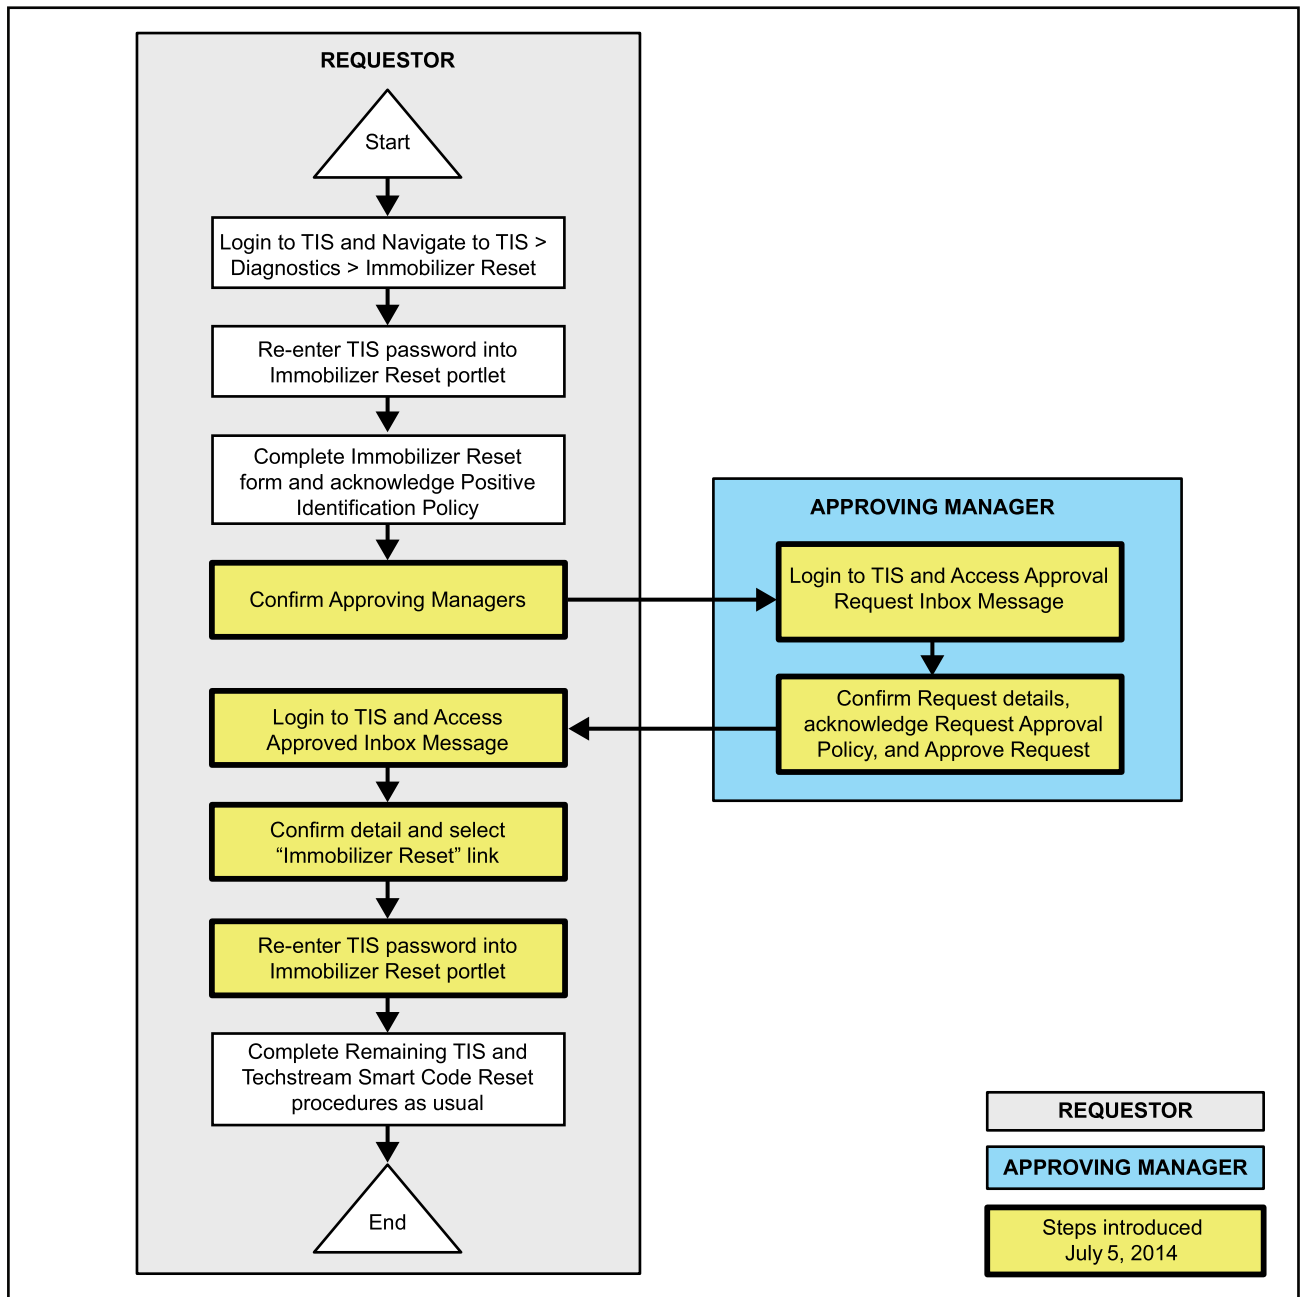 REQUESTOR
Start
Login to TIS and Navigate to TIS >
Diagnostics > Immobilizer Reset
Re-enter TIS password into
Immobilizer Reset portlet
Complete Immobilizer Reset
form and acknowledge Positive
Identification Policy
Confirm Approving Managers
APPROVING MANAGER
Login to TIS and Access Approval
Request Inbox Message
Confirm Request details,
acknowledge Request Approval
Policy, and Approve Request
Login to TIS and Access
Approved Inbox Message
Confirm detail and select
“Immobilizer Reset” link
Re-enter TIS password into
Immobilizer Reset portlet
Complete Remaining TIS and
Techstream Smart Code Reset
procedures as usual
End
REQUESTOR
APPROVING MANAGER
Steps introduced
July 5, 2014